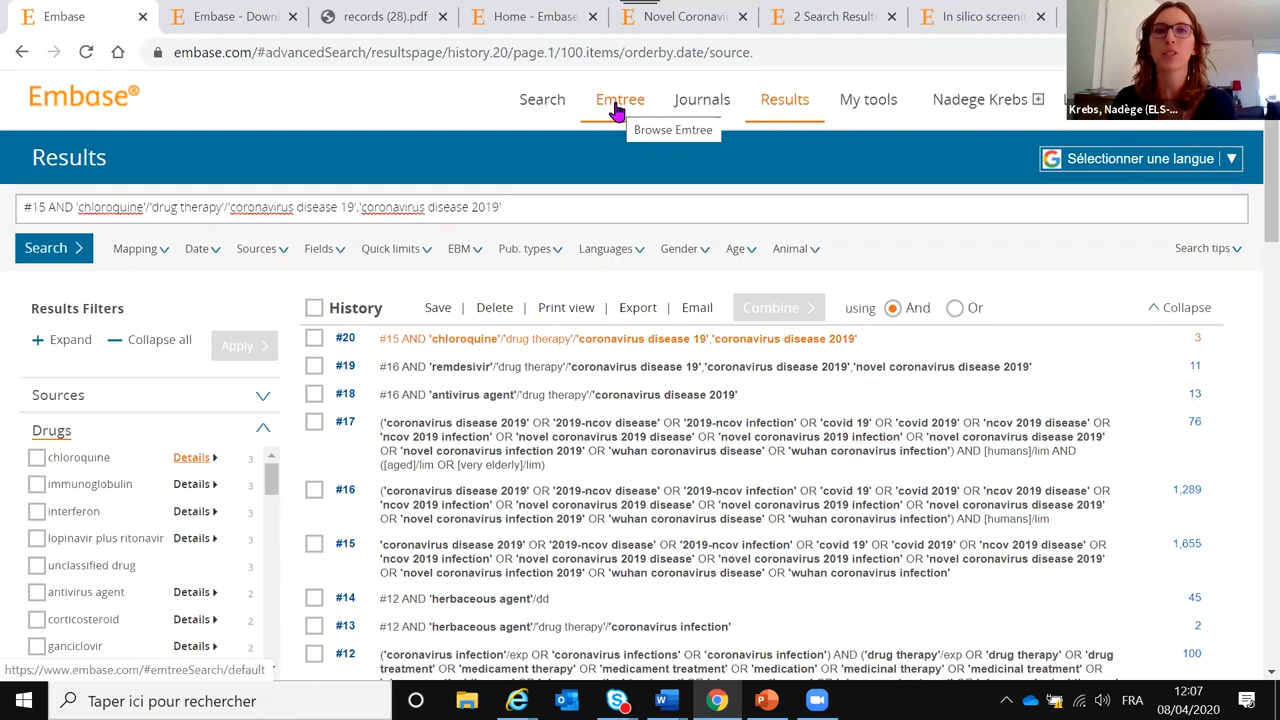 Embase
Embase - Downl
records (28).pdf
Home - Embase
Novel Coronavir
2 Search Results
In silico screenin
embase.com/#advancedSearch/resultspage/history.20/page.1/100.items/orderby.date/source.
Krebs, Nadège (ELS-...
Embase®
Search
Emtree
Journals
Results
My tools
Nadege Krebs
Browse Emtree
Results
Sélectionner une langue
#15 AND 'chloroquine'/'drug therapy'/'coronavirus disease 19','coronavirus disease 2019'
Search
Mapping
Date
Sources
Fields
Quick limits
EBM
Pub. types
Languages
Gender
Age
Animal
Search tips
Results Filters
Expand
Collapse all
Apply
Sources
Drugs
chloroquine Details 3
immunoglobulin Details 3
interferon Details 3
lopinavir plus ritonavir Details 3
unclassified drug 3
antivirus agent Details 2
corticosteroid Details 2
ganciclovir Details 2
History
Save | Delete | Print view | Export | Email
Combine
using And Or
Collapse
#20 #15 AND 'chloroquine'/'drug therapy'/'coronavirus disease 19','coronavirus disease 2019' 3
#19 #16 AND 'remdesivir'/'drug therapy'/'coronavirus disease 19','coronavirus disease 2019','novel coronavirus disease 2019' 11
#18 #16 AND 'antivirus agent'/'drug therapy'/'coronavirus disease 2019' 13
#17 ('coronavirus disease 2019' OR '2019-ncov disease' OR '2019-ncov infection' OR 'covid 19' OR 'covid 2019' OR 'ncov 2019 disease' OR 76
'ncov 2019 infection' OR 'novel coronavirus 2019 disease' OR 'novel coronavirus 2019 infection' OR 'novel coronavirus disease 2019'
OR 'novel coronavirus infection 2019' OR 'wuhan coronavirus disease' OR 'wuhan coronavirus infection') AND [humans]/lim AND
([aged]/lim OR [very elderly]/lim)
#16 ('coronavirus disease 2019' OR '2019-ncov disease' OR '2019-ncov infection' OR 'covid 19' OR 'covid 2019' OR 'ncov 2019 disease' OR 1,289
'ncov 2019 infection' OR 'novel coronavirus 2019 disease' OR 'novel coronavirus 2019 infection' OR 'novel coronavirus disease 2019'
OR 'novel coronavirus infection 2019' OR 'wuhan coronavirus disease' OR 'wuhan coronavirus infection') AND [humans]/lim
#15 'coronavirus disease 2019' OR '2019-ncov disease' OR '2019-ncov infection' OR 'covid 19' OR 'covid 2019' OR 'ncov 2019 disease' OR 1,655
'ncov 2019 infection' OR 'novel coronavirus 2019 disease' OR 'novel coronavirus 2019 infection' OR 'novel coronavirus disease 2019'
OR 'novel coronavirus infection 2019' OR 'wuhan coronavirus disease' OR 'wuhan coronavirus infection'
#14 #12 AND 'herbaceous agent'/dd 45
#13 #12 AND 'herbaceous agent'/'drug therapy'/'coronavirus infection' 2
#12 ('coronavirus infection'/exp OR 'coronavirus infections' OR 'coronavirus infection') AND ('drug therapy'/exp OR 'drug therapy' OR 'drug 100
treatment' OR 'medicament therapy' OR 'medicament treatment' OR 'medication' OR 'medicinal therapy' OR 'medicinal treatment' OR
https://www.embase.com/#emtreeSearch/default
Taper ici pour rechercher
FRA
12:07
08/04/2020